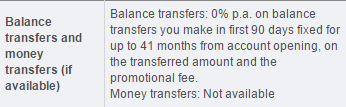 Balance
transfers and
money
transfers (if
available)
Balance transfers: 0% p.a. on balance
transfers you make in first 90 days fixed for
up to 41 months from account opening, on
the transferred amount and the
promotional fee.
Money transfers: Not available